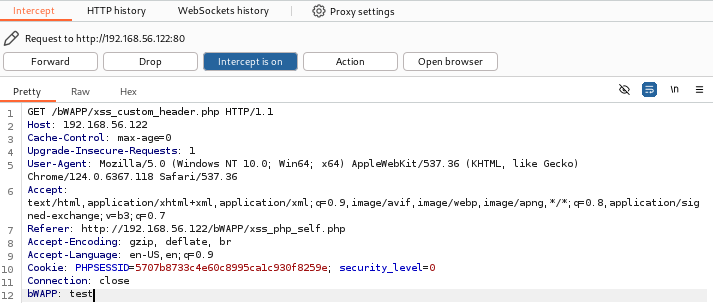 Intercept HTTP history WebSockets history Proxy settings
Request to http://192.168.56.122:80
Forward Drop Intercept is on Action Open browser
Pretty Raw Hex \n
1 GET /bWAPP/xss_custom_header.php HTTP/1.1
2 Host: 192.168.56.122
3 Cache-Control: max-age=0
4 Upgrade-Insecure-Requests: 1
5 User-Agent: Mozilla/5.0 (Windows NT 10.0; Win64; x64) AppleWebKit/537.36 (KHTML, like Gecko)
Chrome/124.0.6367.118 Safari/537.36
6 Accept:
text/html,application/xhtml+xml,application/xml;q=0.9,image/avif,image/webp,image/apng,*/*;q=0.8,application/sig
ned-exchange;v=b3;q=0.7
7 Referer: http://192.168.56.122/bWAPP/xss_php_self.php
8 Accept-Encoding: gzip, deflate, br
9 Accept-Language: en-US,en;q=0.9
10 Cookie: PHPSESSID=5707b8733c4e60c8995ca1c930f8259e; security_level=0
11 Connection: close
12 bWAPP: test